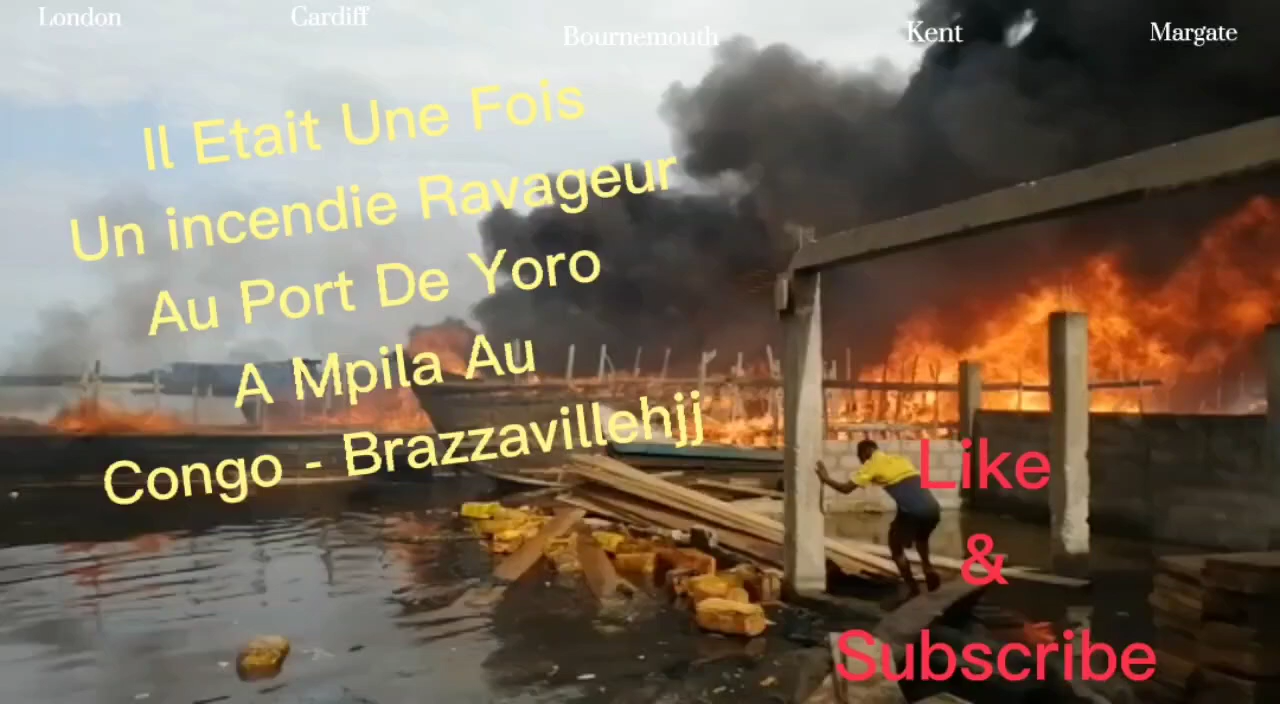 London Cardiff Bournemouth Kent Margate
Il Etait Une Fois
Un incendie Ravageur
Au Port De Yoro
A Mpila Au
Congo - Brazzavillehjj
Like
&
Subscribe